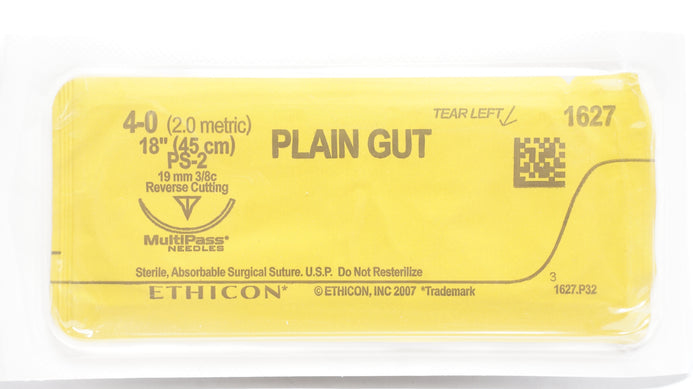 4-0 (2.0 metric)
18" (45 cm)
PS-2
19 mm 3/8c
Reverse Cutting
MultiPass*
NEEDLES
PLAIN GUT
TEAR LEFT
1627
Sterile, Absorbable Surgical Suture. U.S.P. Do Not Resterilize
ETHICON* ©ETHICON, INC 2007 *Trademark
3
1627.P32